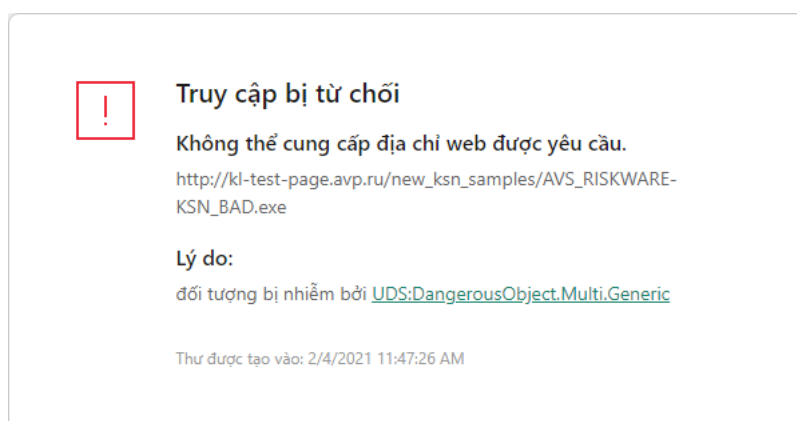 !
Truy cập bị từ chối
Không thể cung cấp địa chỉ web được yêu cầu.
http://kl-test-page.avp.ru/new_ksn_samples/AVS_RISKWARE-
KSN_BAD.exe
Lý do:
đối tượng bị nhiễm bởi UDS:DangerousObject.Multi.Generic
Thư được tạo vào: 2/4/2021 11:47:26 AM